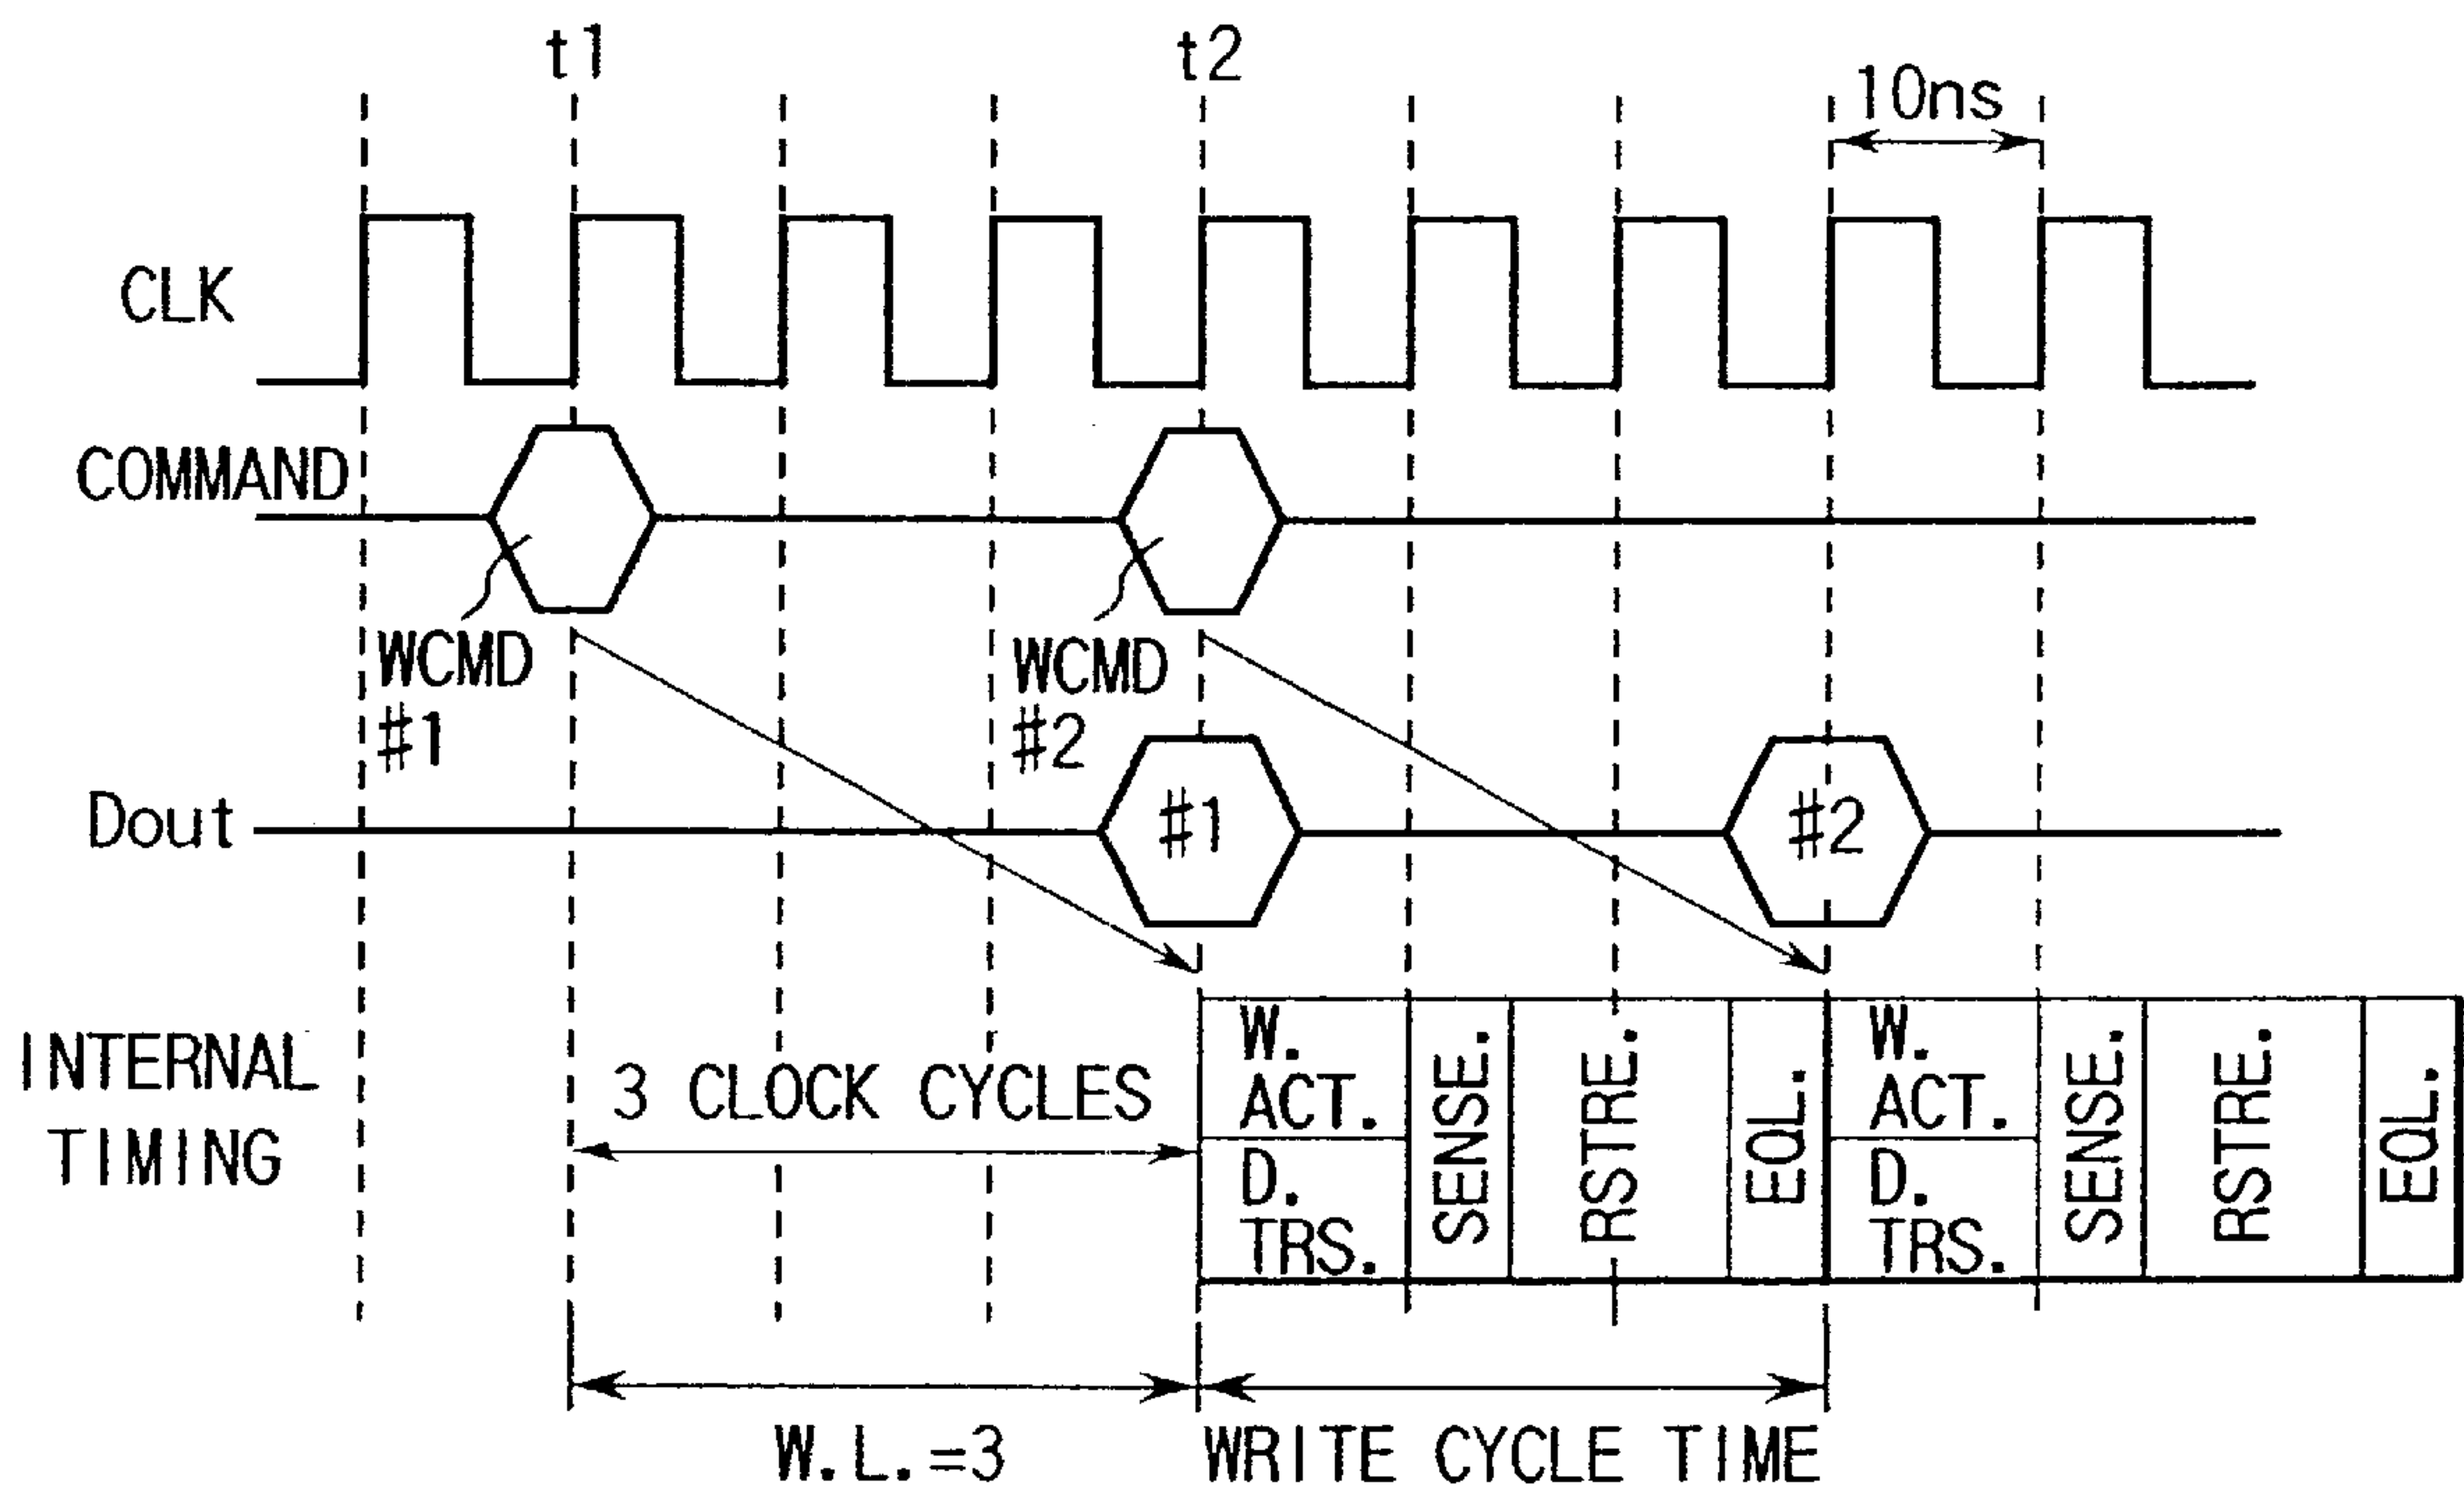 t1
t2
10ns
CLK
COMMAND
WCMD
#1
WCMD
#2
Dout
#1
#2
INTERNAL
TIMING
3 CLOCK CYCLES
W.
ACT.
D.
TRS.
SENSE.
RSTRE.
EQL.
W.
ACT.
D.
TRS.
SENSE.
RSTRE.
EQL.
W.L.=3
WRITE CYCLE TIME